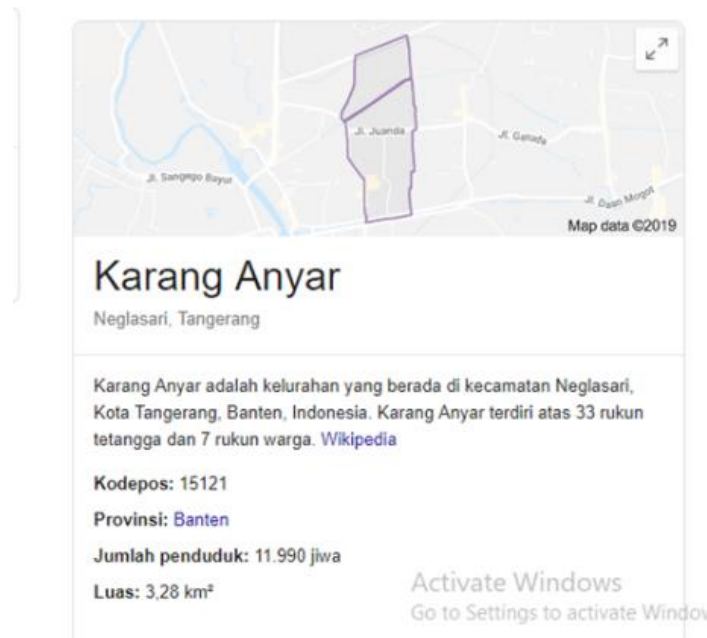 Jl. Juanda
Jl. Garuda
Jl. Sangego Bayur
Jl. Daan Mogot
Map data ©2019
Karang Anyar
Neglasari, Tangerang
Karang Anyar adalah kelurahan yang berada di kecamatan Neglasari,
Kota Tangerang, Banten, Indonesia. Karang Anyar terdiri atas 33 rukun
tetangga dan 7 rukun warga. Wikipedia
Kodepos: 15121
Provinsi: Banten
Jumlah penduduk: 11.990 jiwa
Luas: 3,28 km²
Activate Windows
Go to Settings to activate Window